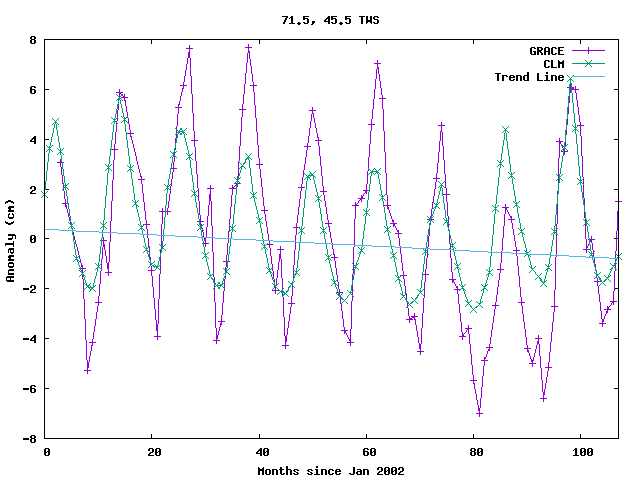 71.5, 45.5 TWS
GRACE
CLM
Trend Line
8
6
4
2
0
-2
-4
-6
-8
Anomaly (cm)
0 20 40 60 80 100
Months since Jan 2002